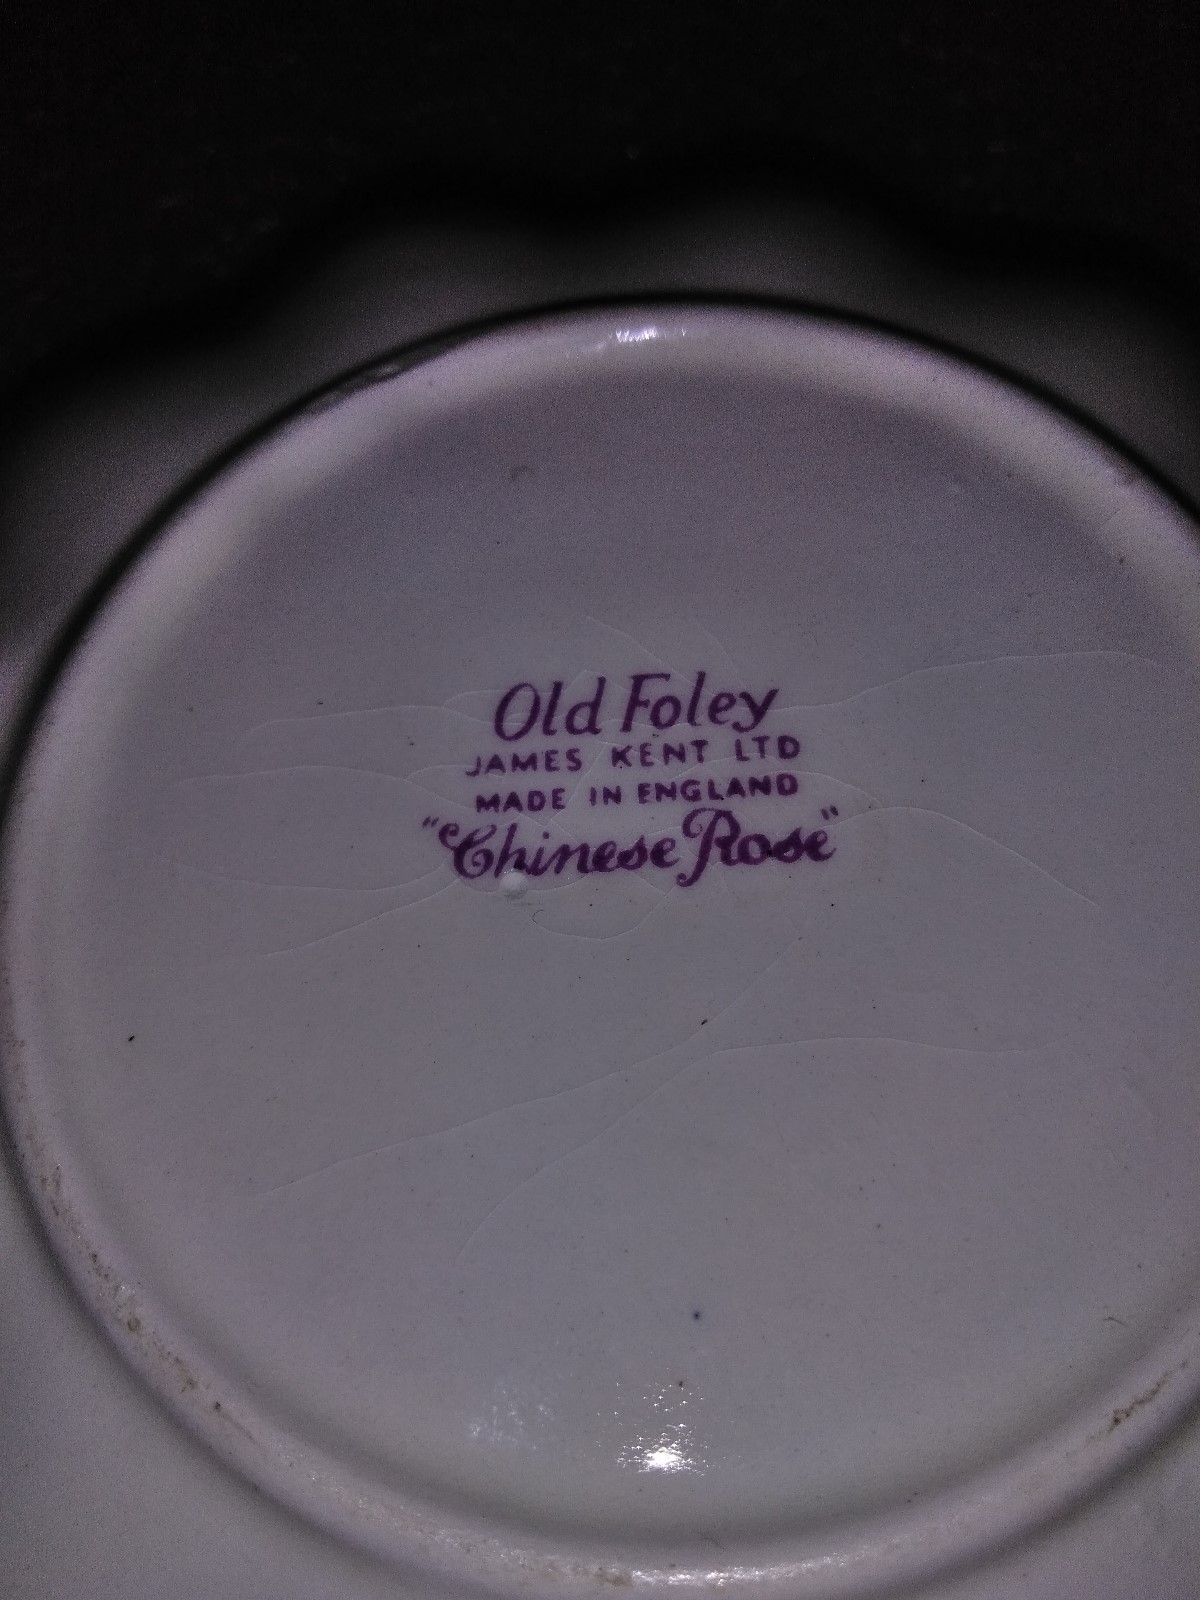 Old Foley
JAMES KENT LTD
MADE IN ENGLAND
"Chinese Rose"